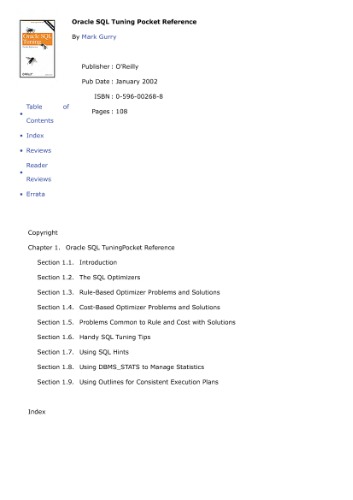 Oracle SQL Tuning Pocket Reference
By Mark Gurry
Publisher : O'Reilly
Pub Date : January 2002
ISBN : 0-596-00268-8
Pages : 108
Table of
Contents
Index
Reviews
Reader
Reviews
Errata
Oracle SQL
Tuning
Copyright
Chapter 1. Oracle SQL TuningPocket Reference
Section 1.1. Introduction
Section 1.2. The SQL Optimizers
Section 1.3. Rule-Based Optimizer Problems and Solutions
Section 1.4. Cost-Based Optimizer Problems and Solutions
Section 1.5. Problems Common to Rule and Cost with Solutions
Section 1.6. Handy SQL Tuning Tips
Section 1.7. Using SQL Hints
Section 1.8. Using DBMS_STATS to Manage Statistics
Section 1.9. Using Outlines for Consistent Execution Plans
Index